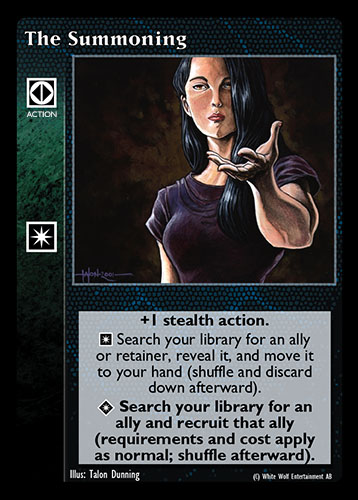 The Summoning
ACTION
TALON-2001-
+1 stealth action.
Search your library for an ally
or retainer, reveal it, and move it
to your hand (shuffle and discard
down afterward).
Search your library for an
ally and recruit that ally
(requirements and cost apply
as normal; shuffle afterward).
Illus: Talon Dunning
(C) White Wolf Entertainment AB